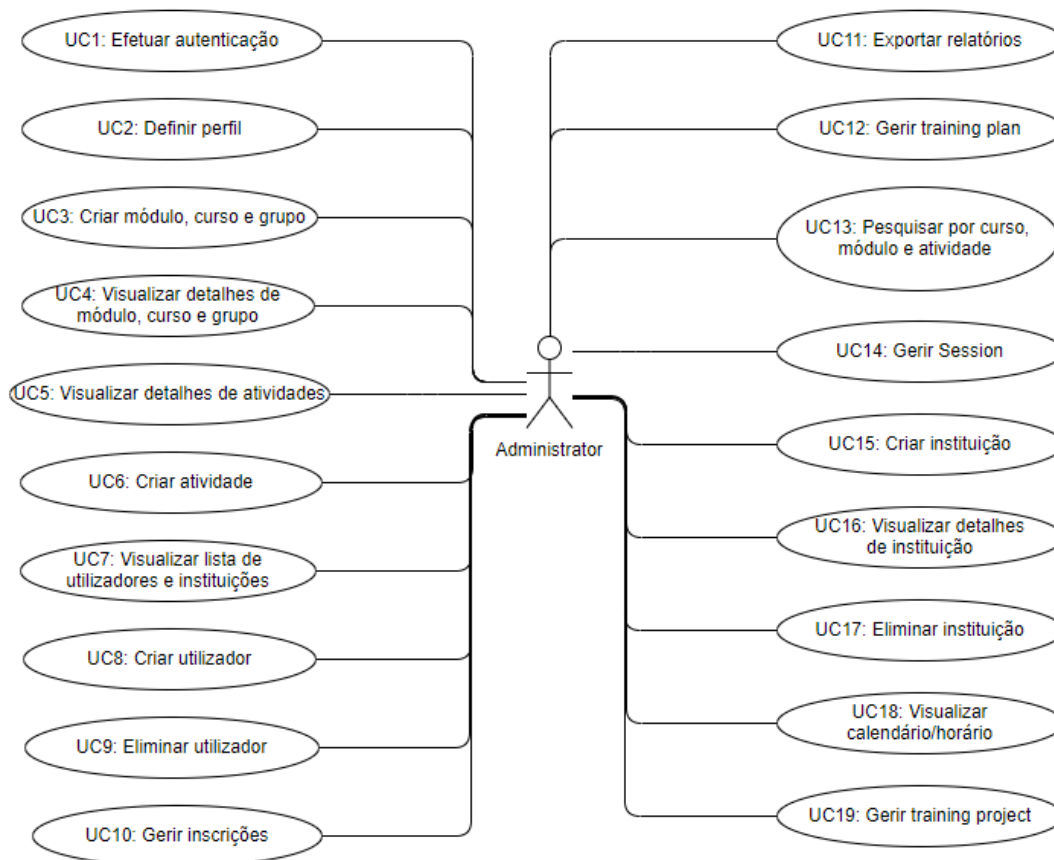 UC1: Efetuar autenticação
UC2: Definir perfil
UC3: Criar módulo, curso e grupo
UC4: Visualizar detalhes de
módulo, curso e grupo
UC5: Visualizar detalhes de atividades
UC6: Criar atividade
UC7: Visualizar lista de
utilizadores e instituições
UC8: Criar utilizador
UC9: Eliminar utilizador
UC10: Gerir inscrições
Administrator
UC11: Exportar relatórios
UC12: Gerir training plan
UC13: Pesquisar por curso,
módulo e atividade
UC14: Gerir Session
UC15: Criar instituição
UC16: Visualizar detalhes
de instituição
UC17: Eliminar instituição
UC18: Visualizar
calendário/horário
UC19: Gerir training project